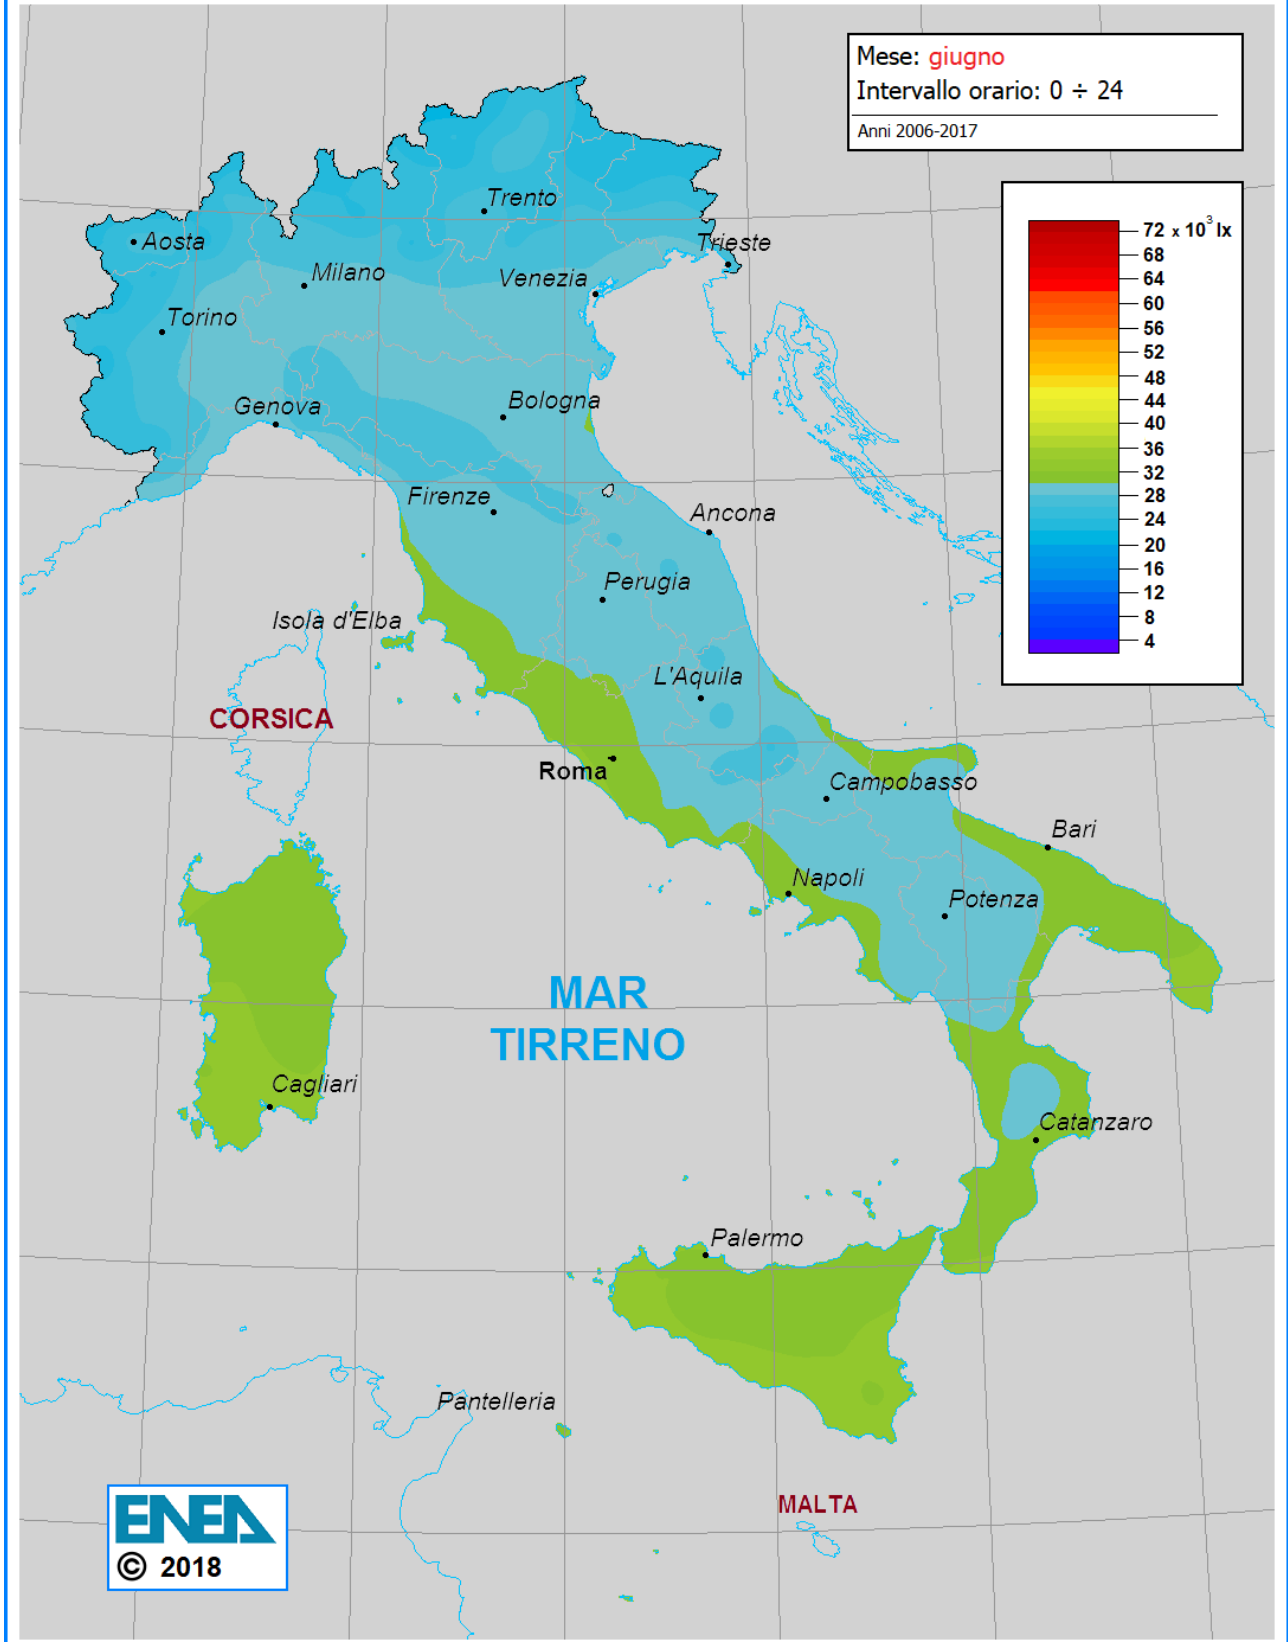 Mese: giugno
Intervallo orario: 0 ÷ 24
Anni 2006-2017
72 x 10³ lx
68
64
60
56
52
48
44
40
36
32
28
24
20
16
12
8
4
Trento
Aosta
Trieste
Milano
Venezia
Torino
Genova
Bologna
Firenze
Ancona
Perugia
Isola d'Elba
L'Aquila
CORSICA
Roma
Campobasso
Bari
Napoli
Potenza
MAR
TIRRENO
Cagliari
Catanzaro
Palermo
Pantelleria
MALTA
ENEA
© 2018